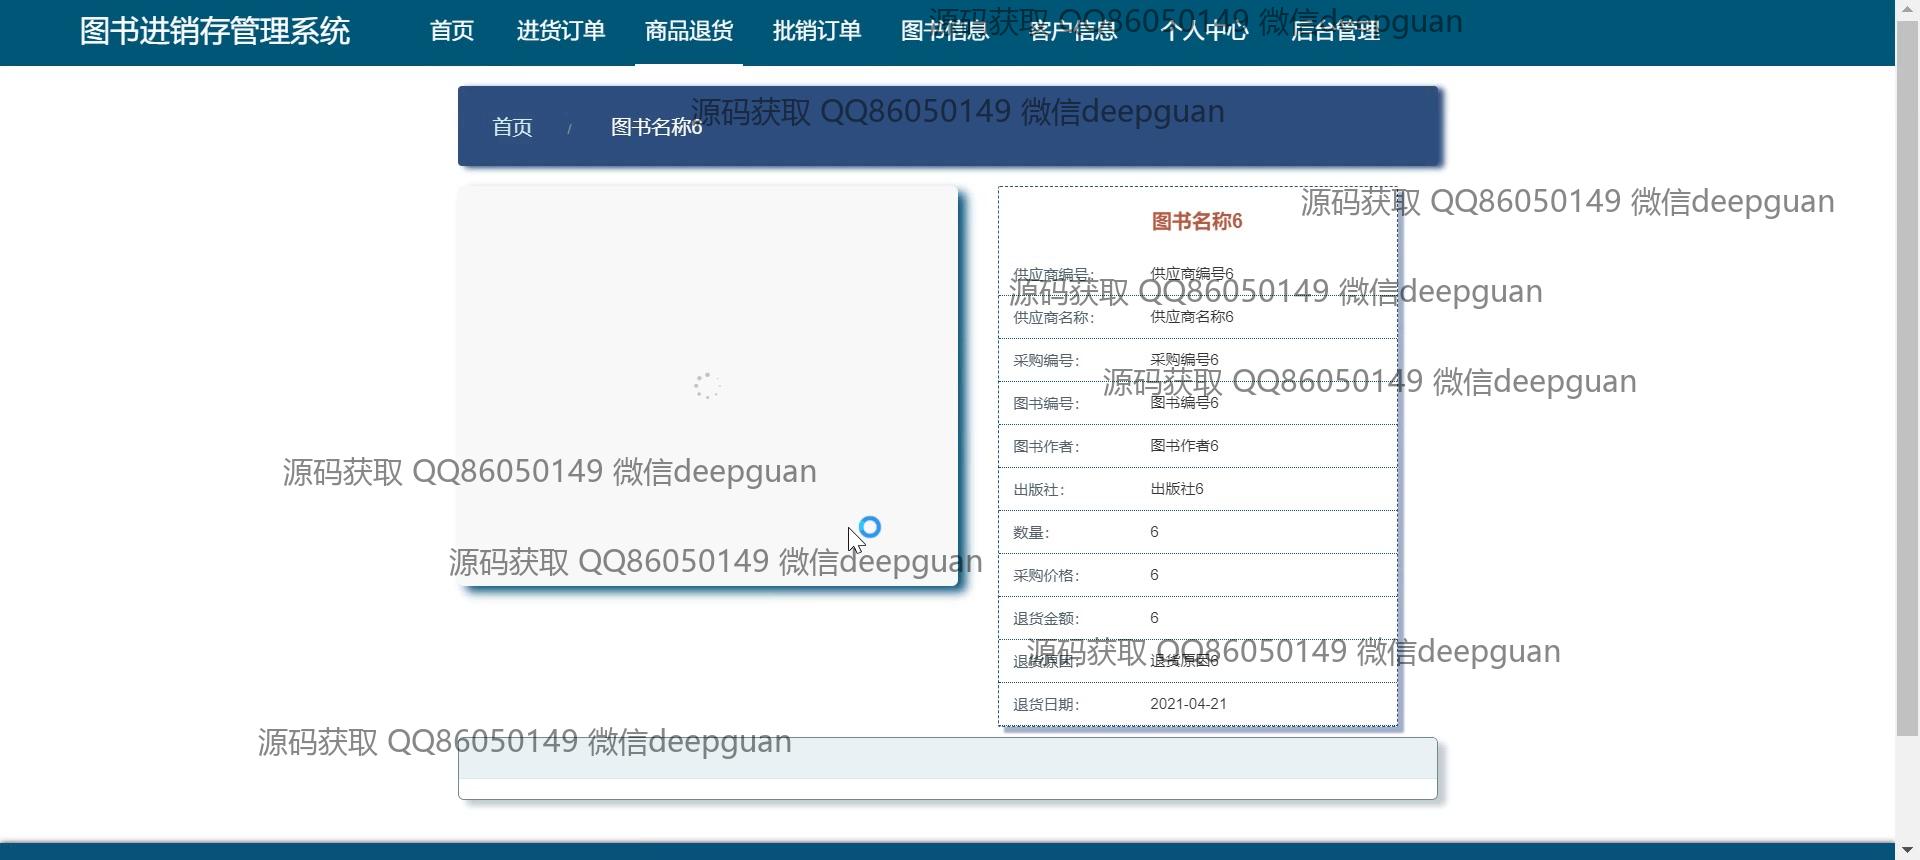 图书进销存管理系统 首页 进货订单 商品退货 批销订单 图书信息 客户信息 个人中心 后台管理
源码获取 QQ86050149 微信deepguan
源码获取 QQ86050149 微信deepguan
首页 / 图书名称6
源码获取 QQ86050149 微信deepguan
图书名称6
供应商编号： 供应商编号6
源码获取 QQ86050149 微信deepguan
供应商名称： 供应商名称6
采购编号： 采购编号6
源码获取 QQ86050149 微信deepguan
图书编号： 图书编号6
图书作者： 图书作者6
源码获取 QQ86050149 微信deepguan
出版社： 出版社6
数量： 6
源码获取 QQ86050149 微信deepguan
采购价格： 6
退货金额： 6
源码获取 QQ86050149 微信deepguan
退货原因： 退货原因6
退货日期： 2021-04-21
源码获取 QQ86050149 微信deepguan